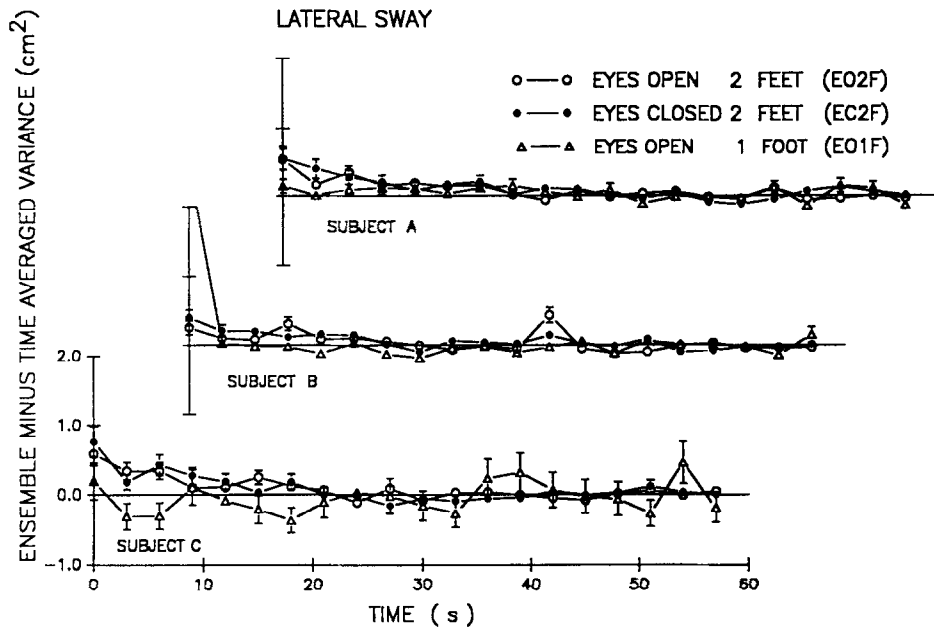 LATERAL SWAY
ENSEMBLE MINUS TIME AVERAGED VARIANCE (cm²)
EYES OPEN 2 FEET (EO2F)
EYES CLOSED 2 FEET (EC2F)
EYES OPEN 1 FOOT (EO1F)
SUBJECT A
SUBJECT B
2.0
1.0
0.0
SUBJECT C
-1.0
0 10 20 30 40 50 60
TIME (s)